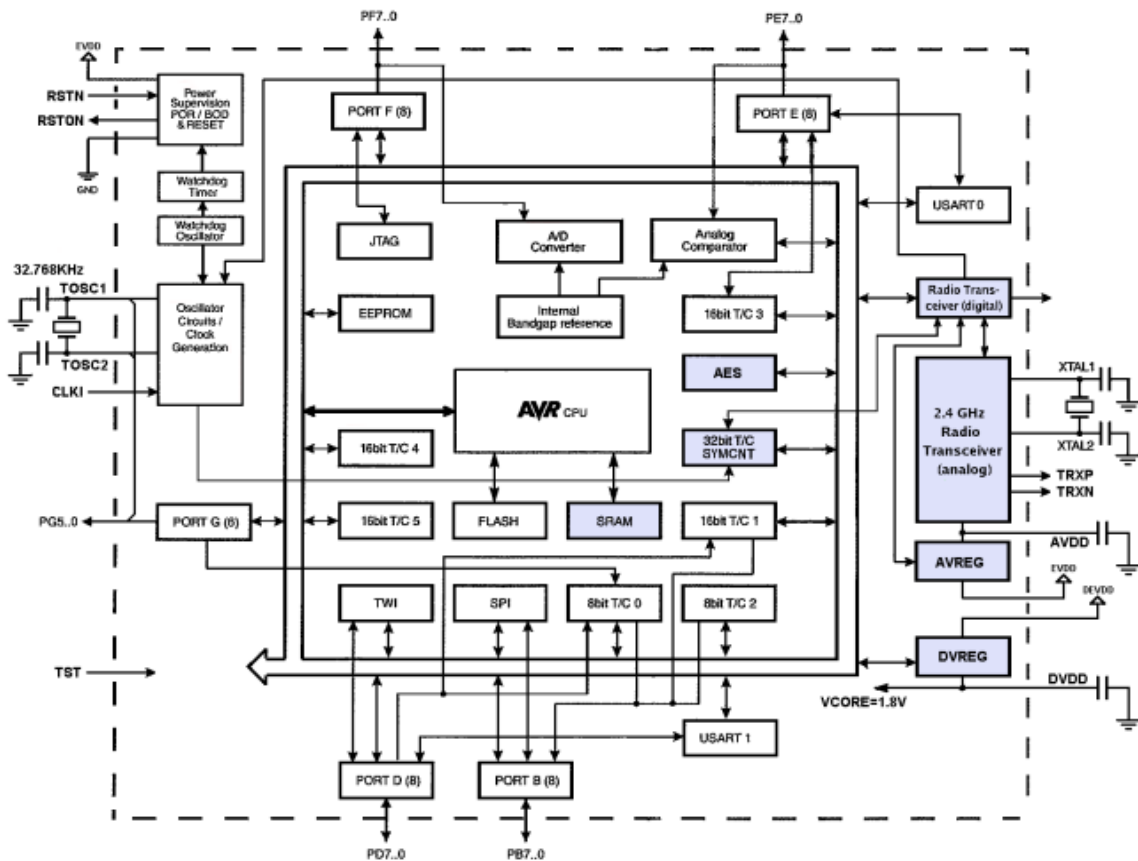 PF7..0
PE7..0
EVDD
RSTN
RSTON
GND
Power
Supervision
POR / BOD
& RESET
PORT F (8)
PORT E (8)
Watchdog
Timer
Watchdog
Oscillator
JTAG
A/D
Converter
Analog
Comparator
USART 0
32.768KHz
TOSC1
TOSC2
CLKI
Oscillator
Circuits /
Clock
Generation
EEPROM
Internal
Bandgap reference
16bit T/C 3
Radio Trans-
ceiver (digital)
AES
AVR CPU
XTAL1
XTAL2
2.4 GHz
Radio
Transceiver
(analog)
TRXP
TRXN
16bit T/C 4
32bit T/C
SYMCNT
PG5..0
PORT G (6)
16bit T/C 5
FLASH
SRAM
16bit T/C 1
AVDD
AVREG
EVDD
DEVDD
TWI
SPI
8bit T/C 0
8bit T/C 2
TST
DVREG
DVDD
VCORE=1.8V
USART 1
PORT D (8)
PORT B (8)
PD7..0
PB7..0